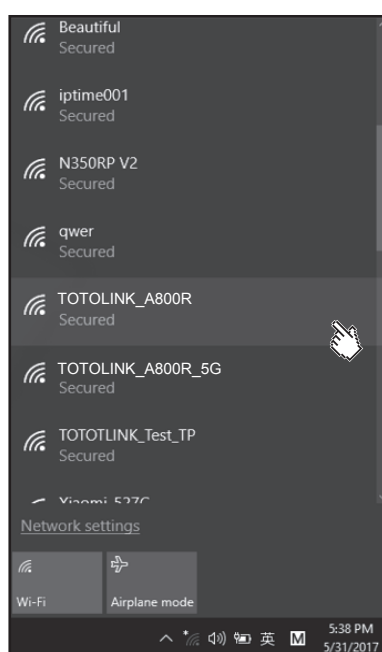 Beautiful
Secured
iptime001
Secured
N350RP V2
Secured
qwer
Secured
TOTOLINK_A800R
Secured
TOTOLINK_A800R_5G
Secured
TOTOTLINK_Test_TP
Secured
Xiaomi_527C
Network settings
Wi-Fi
Airplane mode
英 M 5:38 PM
5/31/2017